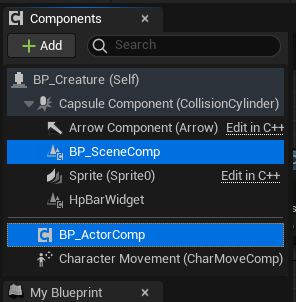 Components
Add
Search
BP_Creature (Self)
Capsule Component (CollisionCylinder)
Arrow Component (Arrow) Edit in C++
BP_SceneComp
Sprite (Sprite0) Edit in C++
HpBarWidget
BP_ActorComp
Character Movement (CharMoveComp)
My Blueprint